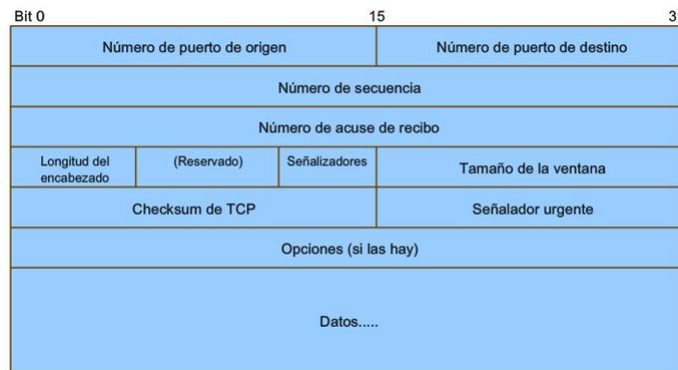 Bit 0 15 3
Número de puerto de origen Número de puerto de destino
Número de secuencia
Número de acuse de recibo
Longitud del encabezado (Reservado) Señalizadores Tamaño de la ventana
Checksum de TCP Señalador urgente
Opciones (si las hay)
Datos.....